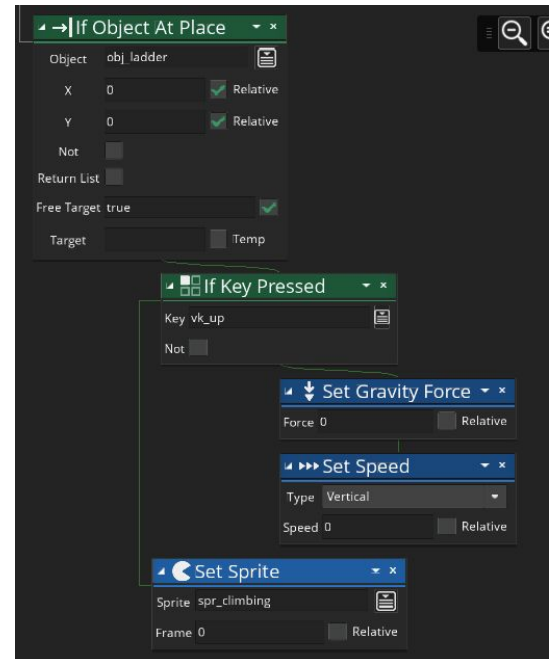 If Object At Place
Object obj_ladder
X 0 Relative
Y 0 Relative
Not
Return List
Free Target true
Target Temp
If Key Pressed
Key vk_up
Not
Set Gravity Force
Force 0 Relative
Set Speed
Type Vertical
Speed 0 Relative
Set Sprite
Sprite spr_climbing
Frame 0 Relative